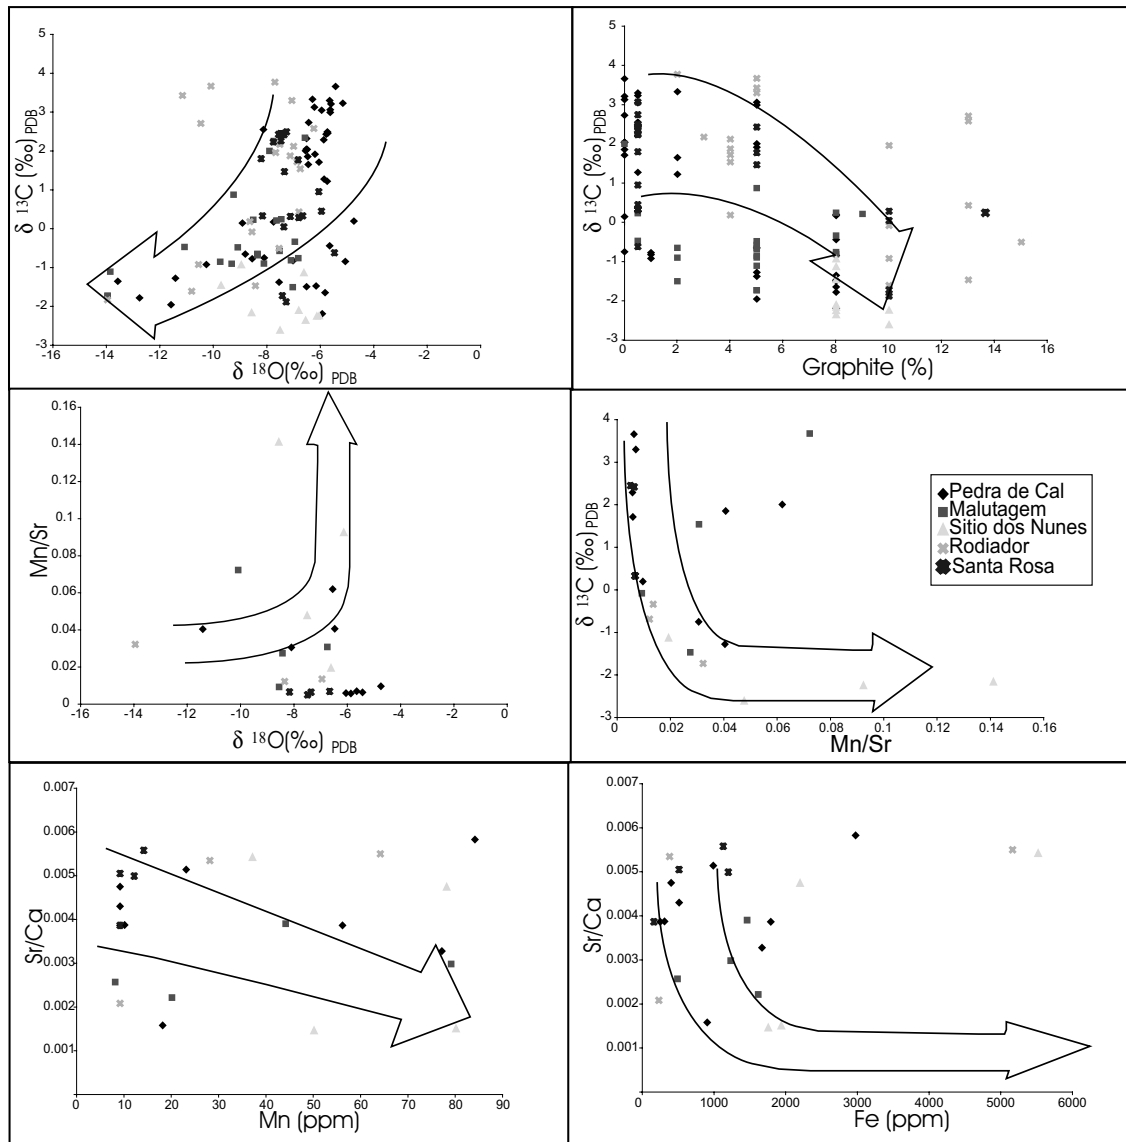 5
4
3
2
1
0
-1
-2
-3
δ 13C (‰) PDB
-16 -14 -12 -10 -8 -6 -4 -2 0
δ 18O(‰) PDB
5
4
3
2
1
0
-1
-2
-3
δ 13C (‰) PDB
0 2 4 6 8 10 12 14 16
Graphite (%)
0.16
0.14
0.12
0.1
0.08
0.06
0.04
0.02
0
Mn/Sr
-16 -14 -12 -10 -8 -6 -4 -2 0
δ 18O(‰) PDB
4
3
2
1
0
-1
-2
-3
δ 13C (‰) PDB
0 0.02 0.04 0.06 0.08 0.1 0.12 0.14 0.16
Mn/Sr
Pedra de Cal
Malutagem
Sitio dos Nunes
Rodiador
Santa Rosa
0.007
0.006
0.005
0.004
0.003
0.002
0.001
Sr/Ca
0 10 20 30 40 50 60 70 80 90
Mn (ppm)
0.007
0.006
0.005
0.004
0.003
0.002
0.001
0
Sr/Ca
0 1000 2000 3000 4000 5000 6000
Fe (ppm)